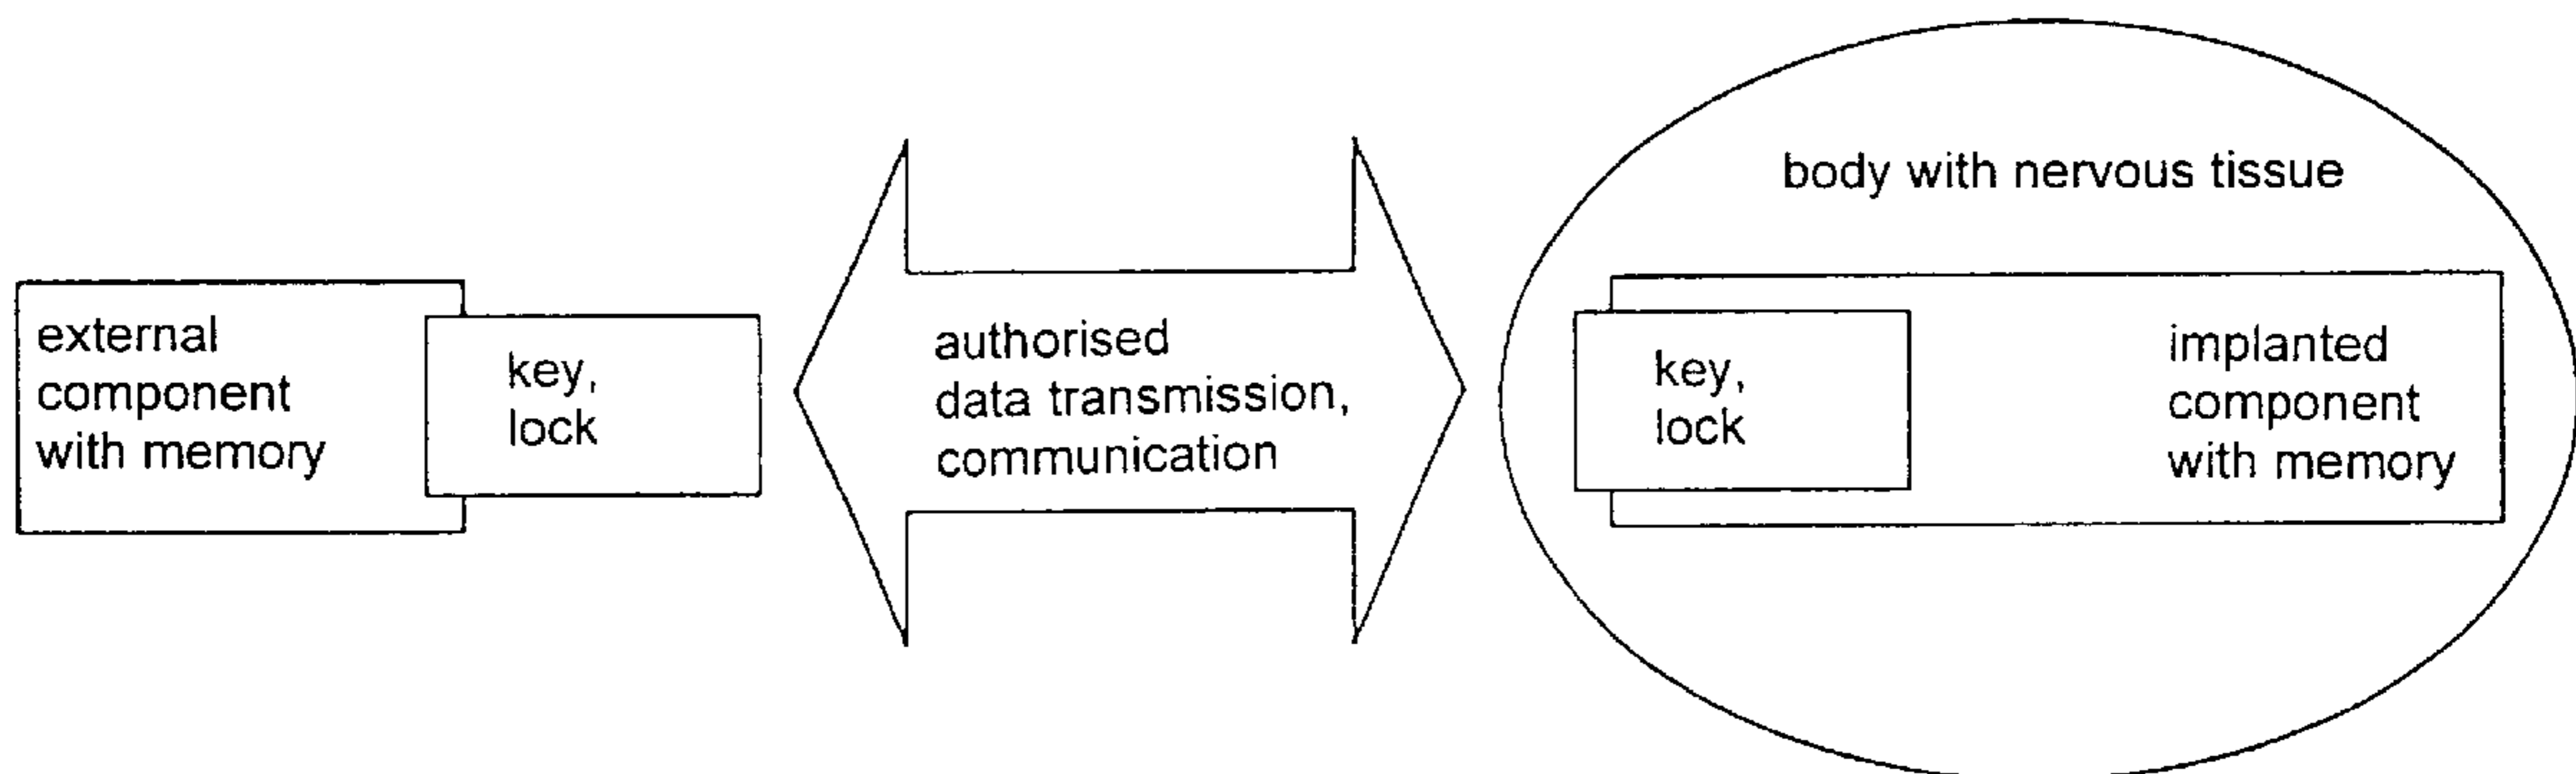 external
component
with memory
key,
lock
authorised
data transmission,
communication
body with nervous tissue
key,
lock
implanted
component
with memory